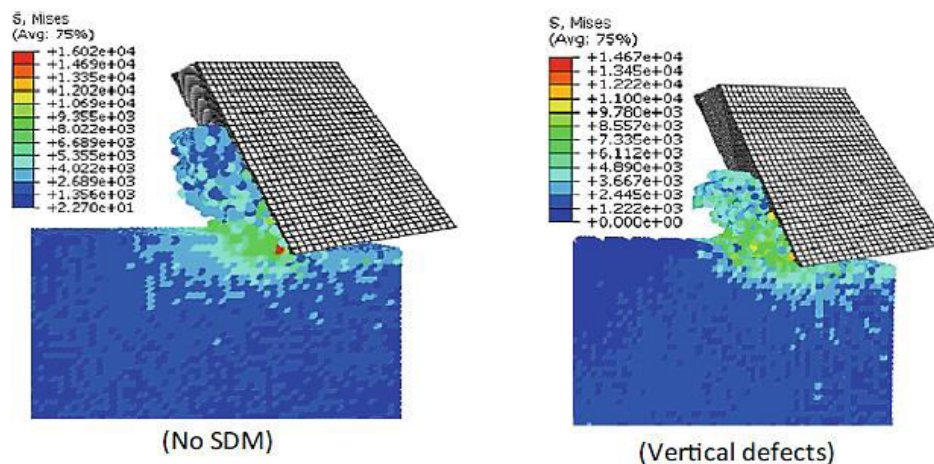 S, Mises
(Avg: 75%)
+1.602e+04
+1.469e+04
+1.335e+04
+1.202e+04
+1.069e+04
+9.355e+03
+8.022e+03
+6.689e+03
+5.355e+03
+4.022e+03
+2.689e+03
+1.356e+03
+2.270e+01
(No SDM)
S, Mises
(Avg: 75%)
+1.467e+04
+1.345e+04
+1.222e+04
+1.100e+04
+9.780e+03
+8.557e+03
+7.335e+03
+6.112e+03
+4.890e+03
+3.667e+03
+2.445e+03
+1.222e+03
+0.000e+00
(Vertical defects)